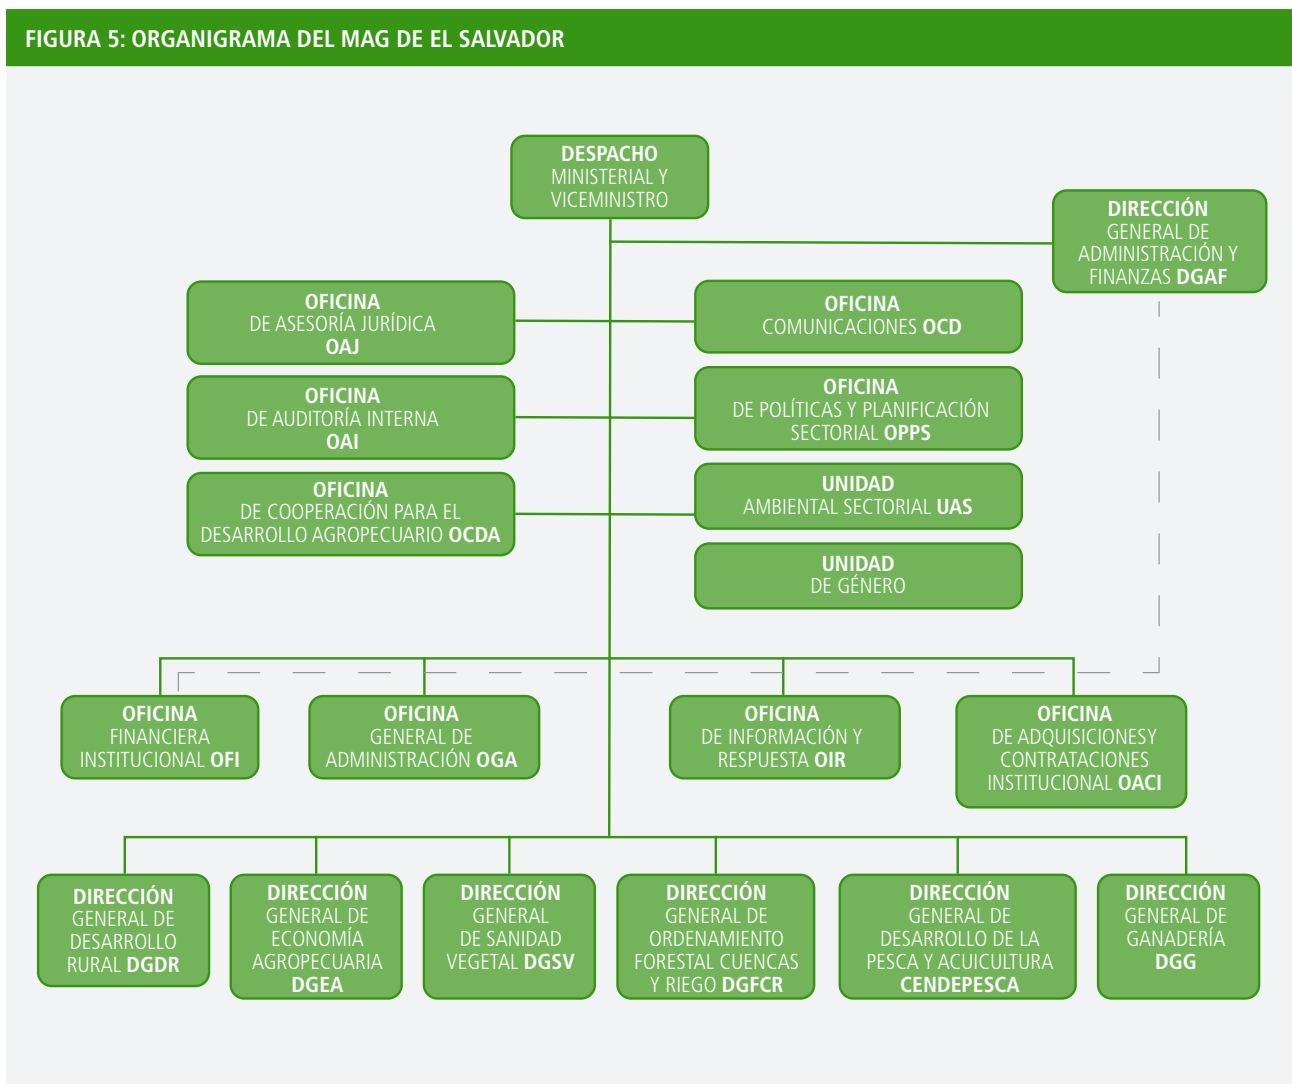 FIGURA 5: ORGANIGRAMA DEL MAG DE EL SALVADOR
DESPACHO
MINISTERIAL Y
VICEMINISTRO
DIRECCIÓN
GENERAL DE
ADMINISTRACIÓN Y
FINANZAS DGAF
OFICINA
DE ASESORÍA JURÍDICA
OAJ
OFICINA
COMUNICACIONES OCD
OFICINA
DE AUDITORÍA INTERNA
OAI
OFICINA
DE POLÍTICAS Y PLANIFICACIÓN
SECTORIAL OPPS
OFICINA
DE COOPERACIÓN PARA EL
DESARROLLO AGROPECUARIO OCDA
UNIDAD
AMBIENTAL SECTORIAL UAS
UNIDAD
DE GÉNERO
OFICINA
FINANCIERA
INSTITUCIONAL OFI
OFICINA
GENERAL DE
ADMINISTRACIÓN OGA
OFICINA
DE INFORMACIÓN Y
RESPUESTA OIR
OFICINA
DE ADQUISICIONESY
CONTRATACIONES
INSTITUCIONAL OACI
DIRECCIÓN
GENERAL DE
DESARROLLO
RURAL DGDR
DIRECCIÓN
GENERAL DE
ECONOMÍA
AGROPECUARIA
DGEA
DIRECCIÓN
GENERAL
DE SANIDAD
VEGETAL DGSV
DIRECCIÓN
GENERAL DE
ORDENAMIENTO
FORESTAL CUENCAS
Y RIEGO DGFCR
DIRECCIÓN
GENERAL DE
DESARROLLO DE LA
PESCA Y ACUICULTURA
CENDEPESCA
DIRECCIÓN
GENERAL DE
GANADERÍA
DGG